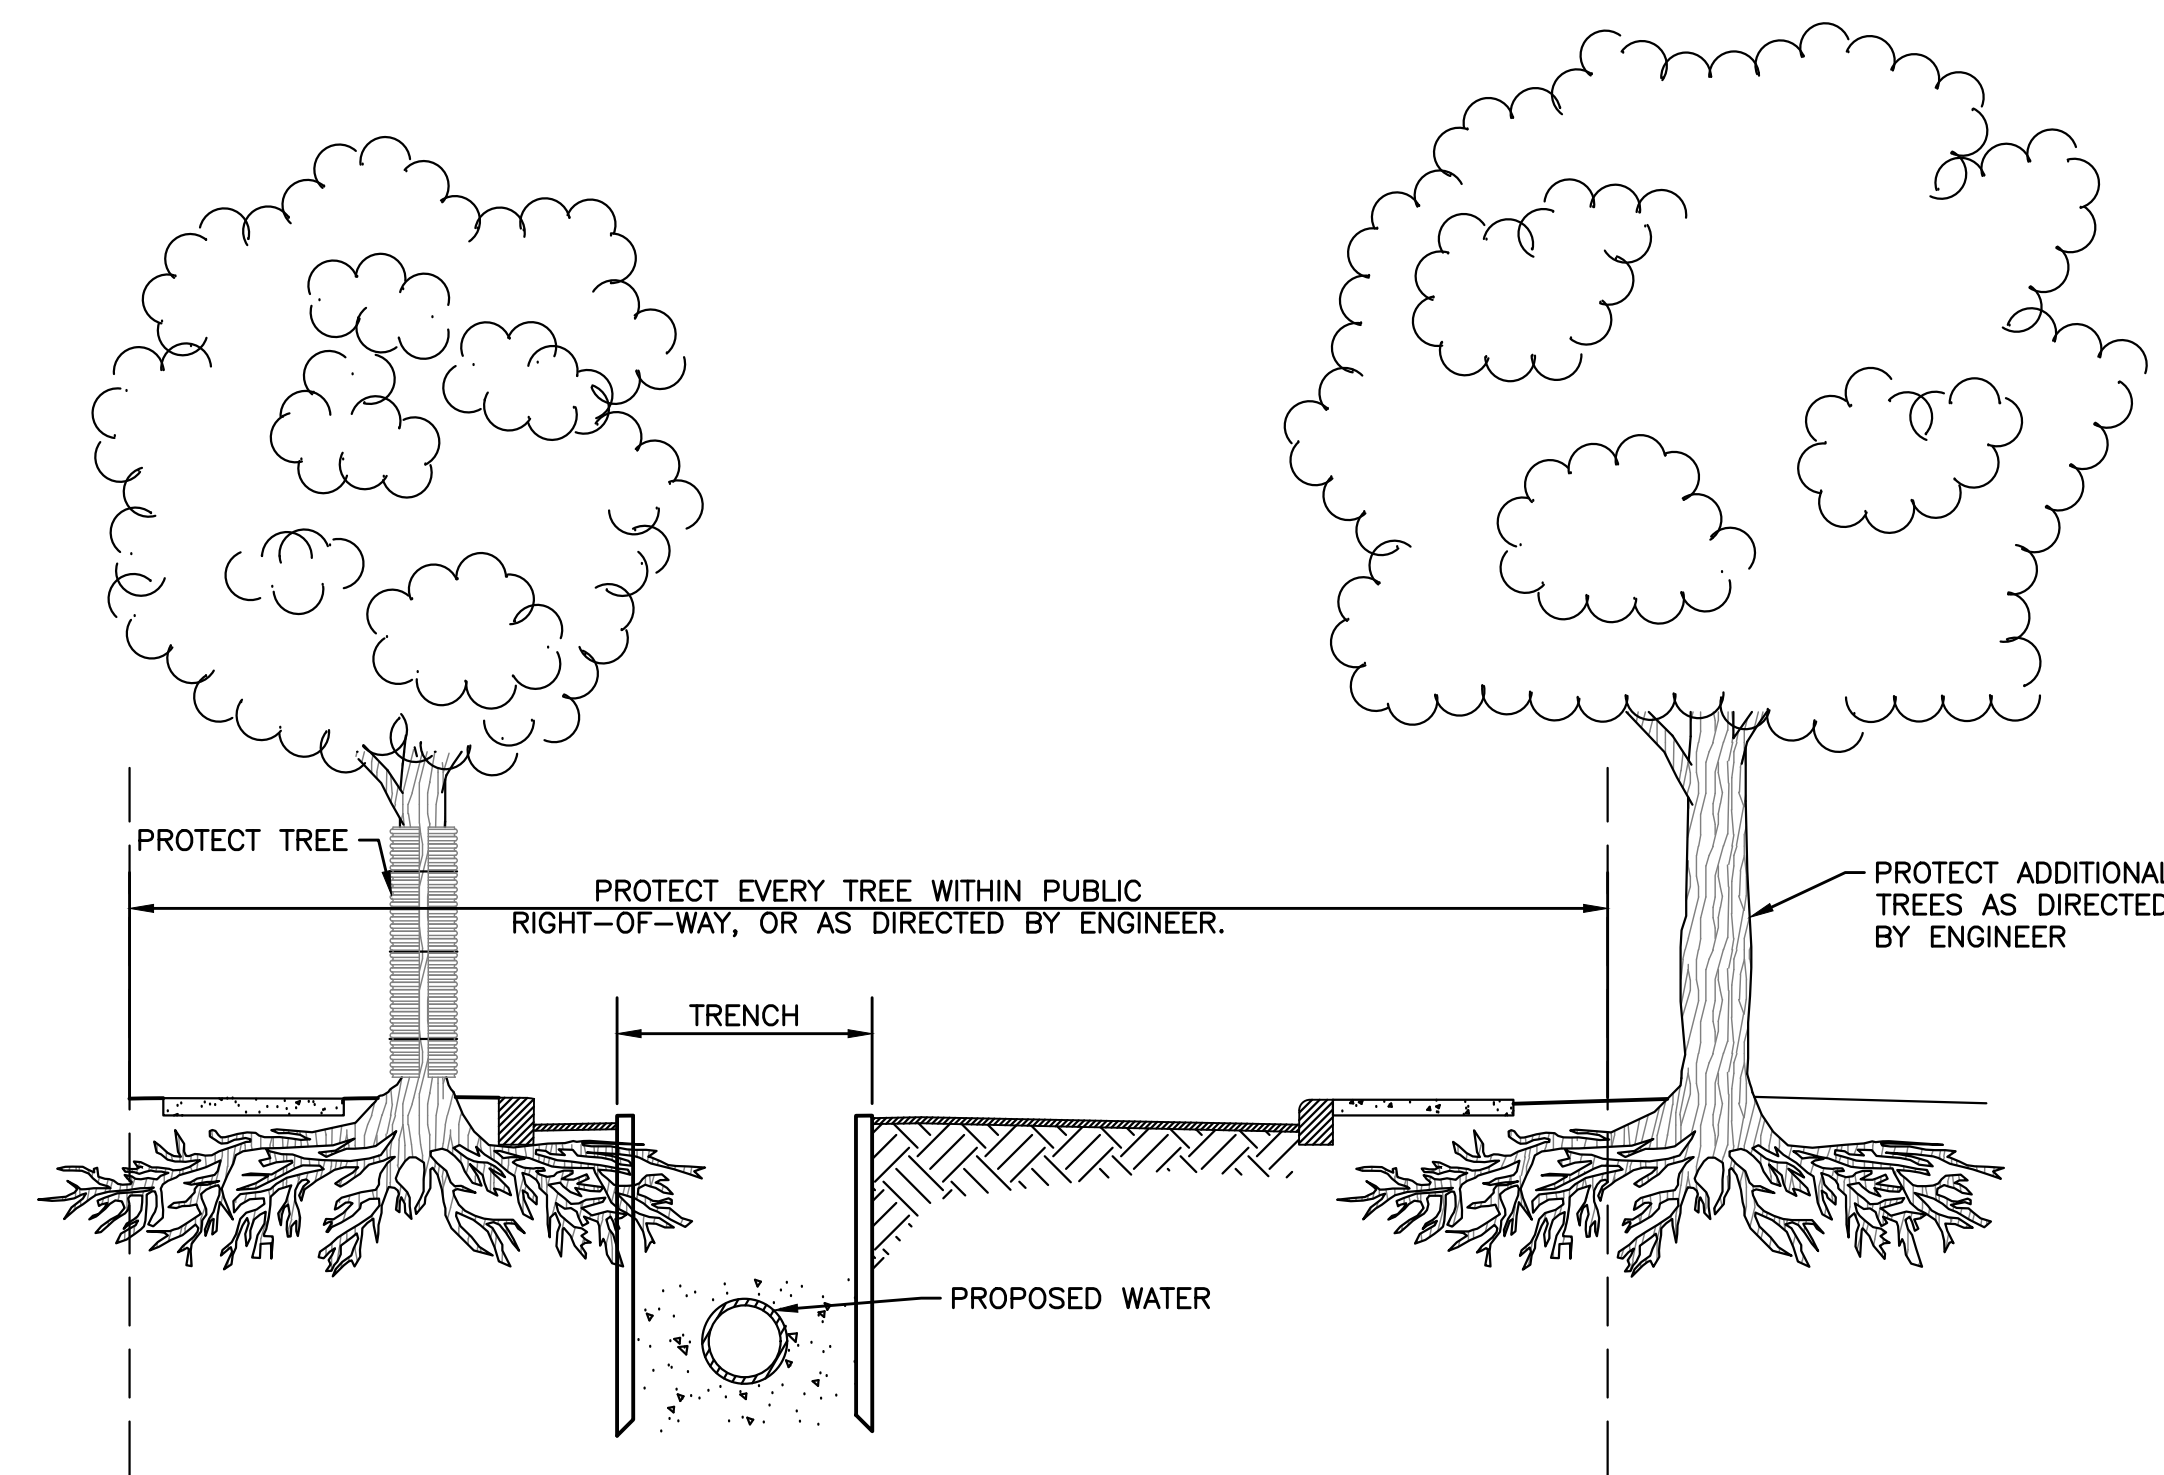 PROTECT TREE
PROTECT EVERY TREE WITHIN PUBLIC
RIGHT-OF-WAY, OR AS DIRECTED BY ENGINEER.
PROTECT ADDITIONAL
TREES AS DIRECTED
BY ENGINEER
TRENCH
PROPOSED WATER